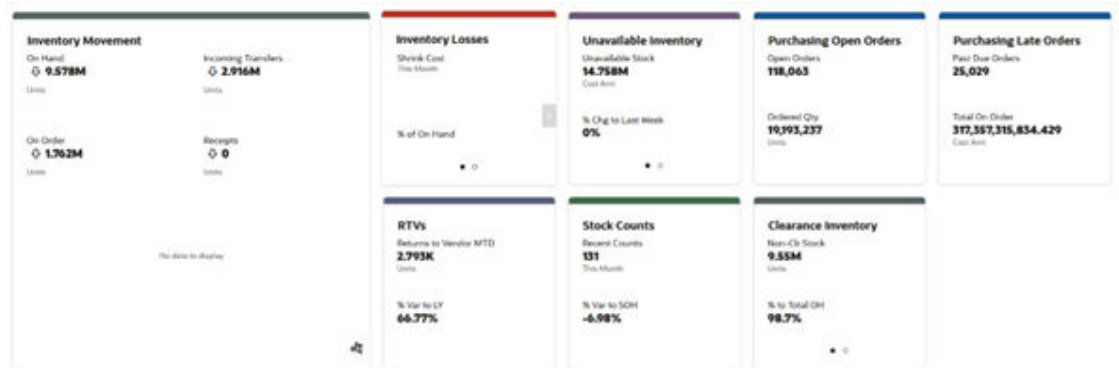 Inventory Movement
On Hand
9.578M
Units
Incoming Transfers
2.916M
Units
On Order
1.762M
Units
Receipts
0
Units
No data to display
Inventory Losses
Shrink Cost
This Month
% of On Hand
Unavailable Inventory
Unavailable Stock
14.758M
Cost Amt
% Chg to Last Week
0%
Purchasing Open Orders
Open Orders
118,063
Ordered Qty
19,193,237
Units
Purchasing Late Orders
Past Due Orders
25,029
Total On Order
317,357,315,834.429
Cost Amt
RTVs
Returns to Vendor MTD
2.793K
Units
% Var to LY
66.77%
Stock Counts
Recent Counts
131
This Month
% Var to SOH
-6.98%
Clearance Inventory
Non-Clr Stock
9.55M
Units
% to Total OH
98.7%